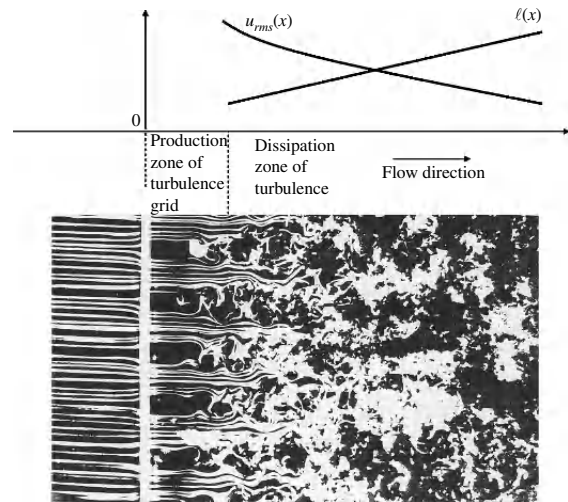 u_rms(x)
ℓ(x)
0
Production
zone of
turbulence
grid
Dissipation
zone of
turbulence
Flow direction